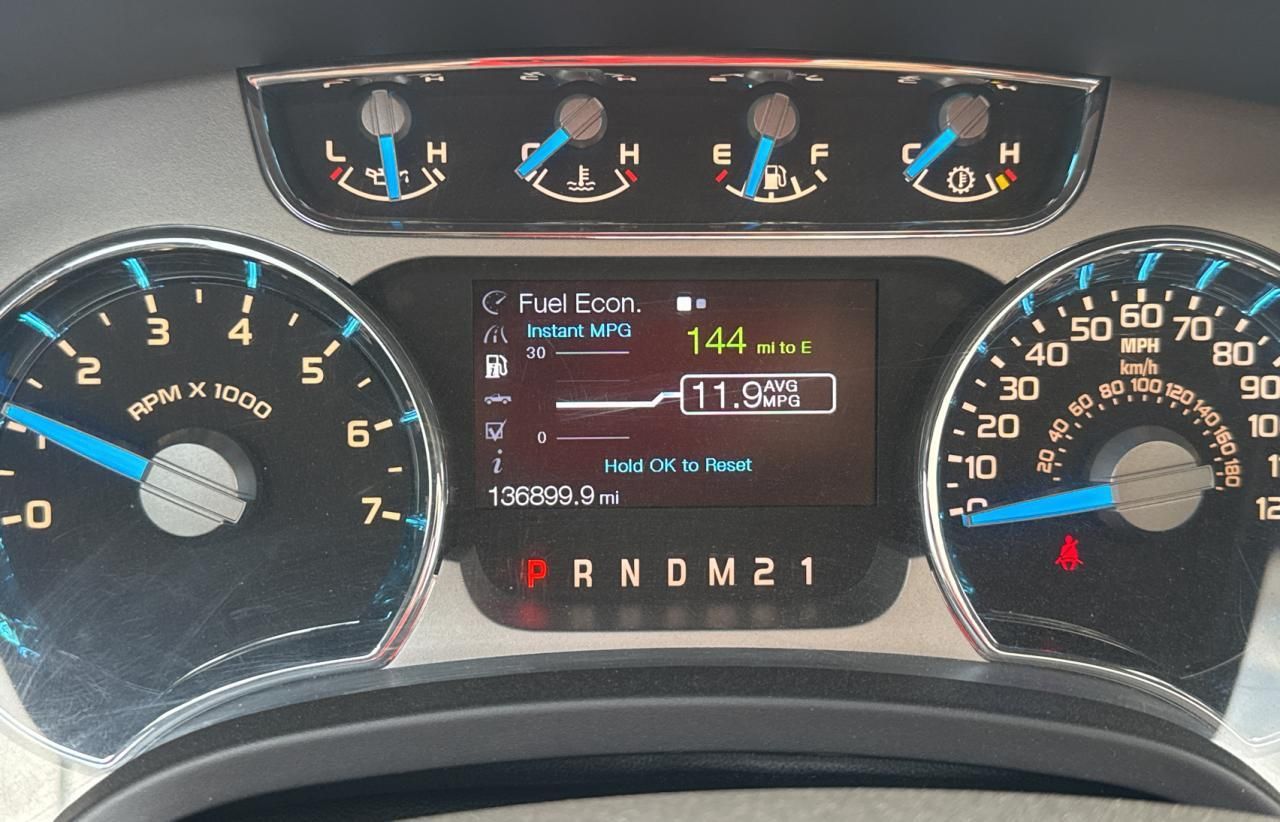 L H
C H
E F
C H
0 1 2 3 4 5 6 7
RPM X 1000
Fuel Econ.
Instant MPG
30
144 mi to E
11.9 AVG MPG
0
Hold OK to Reset
136899.9 mi
P R N D M 2 1
0 10 20 30 40 50 60 70 80 90
MPH
km/h
20 40 60 80 100 120 140 160 180